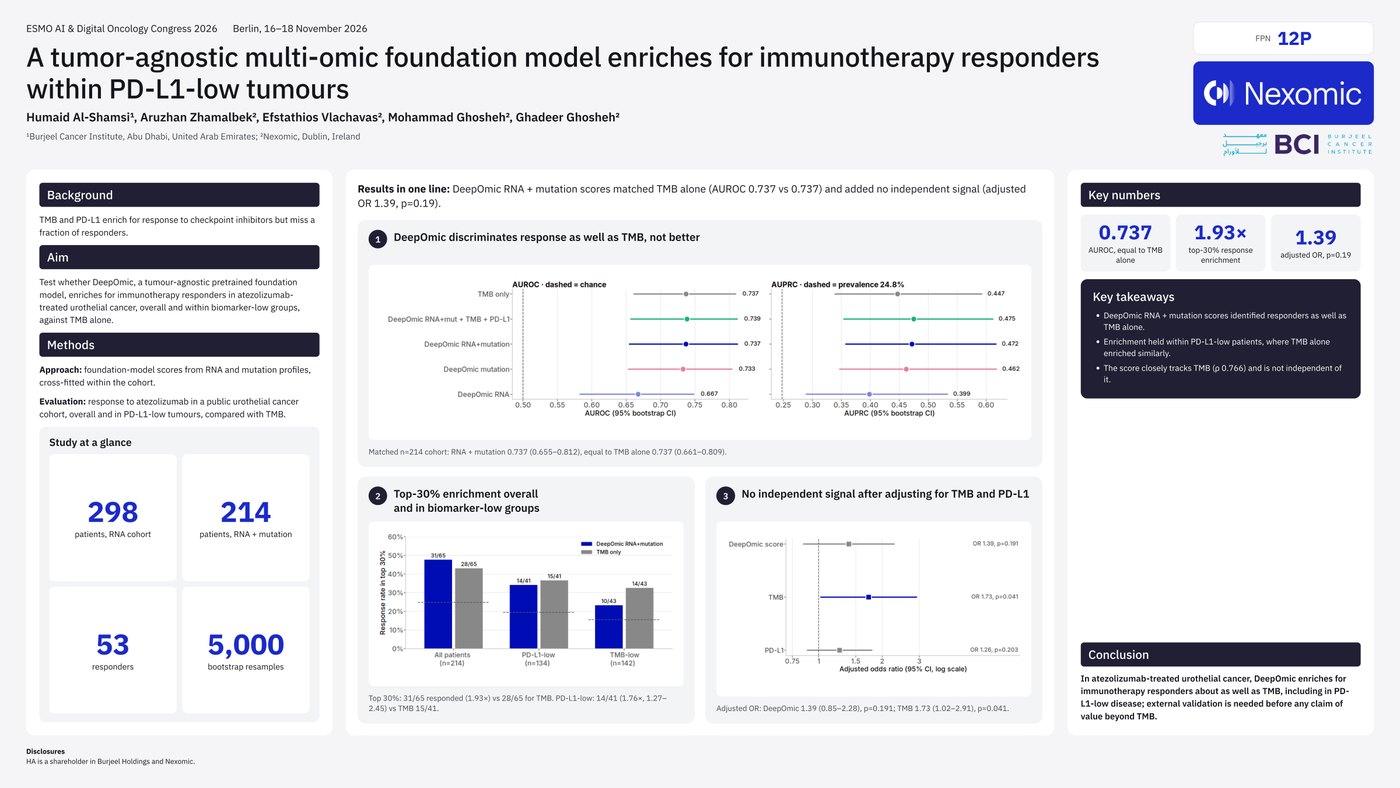 ESMO AI & Digital Oncology Congress 2026 Berlin, 16–18 November 2026
A tumor-agnostic multi-omic foundation model enriches for immunotherapy responders
within PD-L1-low tumours
Humaid Al-Shamsi¹, Aruzhan Zhamalbek², Efstathios Vlachavas², Mohammad Ghosheh², Ghadeer Ghosheh²
¹Burjeel Cancer Institute, Abu Dhabi, United Arab Emirates; ²Nexomic, Dublin, Ireland
FPN 12P
Nexomic
معهد
برجيل
للأورام
BCI
BURJEEL
CANCER
INSTITUTE
Background
TMB and PD-L1 enrich for response to checkpoint inhibitors but miss a
fraction of responders.
Aim
Test whether DeepOmic, a tumour-agnostic pretrained foundation
model, enriches for immunotherapy responders in atezolizumab-
treated urothelial cancer, overall and within biomarker-low groups,
against TMB alone.
Methods
Approach: foundation-model scores from RNA and mutation profiles,
cross-fitted within the cohort.
Evaluation: response to atezolizumab in a public urothelial cancer
cohort, overall and in PD-L1-low tumours, compared with TMB.
Study at a glance
298
patients, RNA cohort
214
patients, RNA + mutation
53
responders
5,000
bootstrap resamples
Results in one line: DeepOmic RNA + mutation scores matched TMB alone (AUROC 0.737 vs 0.737) and added no independent signal (adjusted
OR 1.39, p=0.19).
1 DeepOmic discriminates response as well as TMB, not better
AUROC · dashed = chance
TMB only 0.737
DeepOmic RNA+mut + TMB + PD-L1 0.739
DeepOmic RNA+mutation 0.737
DeepOmic mutation 0.733
DeepOmic RNA 0.667
0.50 0.55 0.60 0.65 0.70 0.75 0.80
AUROC (95% bootstrap CI)
AUPRC · dashed = prevalence 24.8%
0.447
0.475
0.472
0.462
0.399
0.25 0.30 0.35 0.40 0.45 0.50 0.55 0.60
AUPRC (95% bootstrap CI)
Matched n=214 cohort: RNA + mutation 0.737 (0.655–0.812), equal to TMB alone 0.737 (0.661–0.809).
2 Top-30% enrichment overall
and in biomarker-low groups
Response rate in top 30%
60%
50%
40%
30%
20%
10%
0%
DeepOmic RNA+mutation
TMB only
31/65 28/65 14/41 15/41 10/43 14/43
All patients PD-L1-low TMB-low
(n=214) (n=134) (n=142)
Top 30%: 31/65 responded (1.93×) vs 28/65 for TMB. PD-L1-low: 14/41 (1.76×, 1.27–
2.45) vs TMB 15/41.
3 No independent signal after adjusting for TMB and PD-L1
DeepOmic score OR 1.39, p=0.191
TMB OR 1.73, p=0.041
PD-L1 OR 1.26, p=0.203
0.75 1 1.5 2 3
Adjusted odds ratio (95% CI, log scale)
Adjusted OR: DeepOmic 1.39 (0.85–2.28), p=0.191; TMB 1.73 (1.02–2.91), p=0.041.
Key numbers
0.737
AUROC, equal to TMB
alone
1.93×
top-30% response
enrichment
1.39
adjusted OR, p=0.19
Key takeaways
• DeepOmic RNA + mutation scores identified responders as well as
TMB alone.
• Enrichment held within PD-L1-low patients, where TMB alone
enriched similarly.
• The score closely tracks TMB (ρ 0.766) and is not independent of
it.
Conclusion
In atezolizumab-treated urothelial cancer, DeepOmic enriches for
immunotherapy responders about as well as TMB, including in PD-
L1-low disease; external validation is needed before any claim of
value beyond TMB.
Disclosures
HA is a shareholder in Burjeel Holdings and Nexomic.